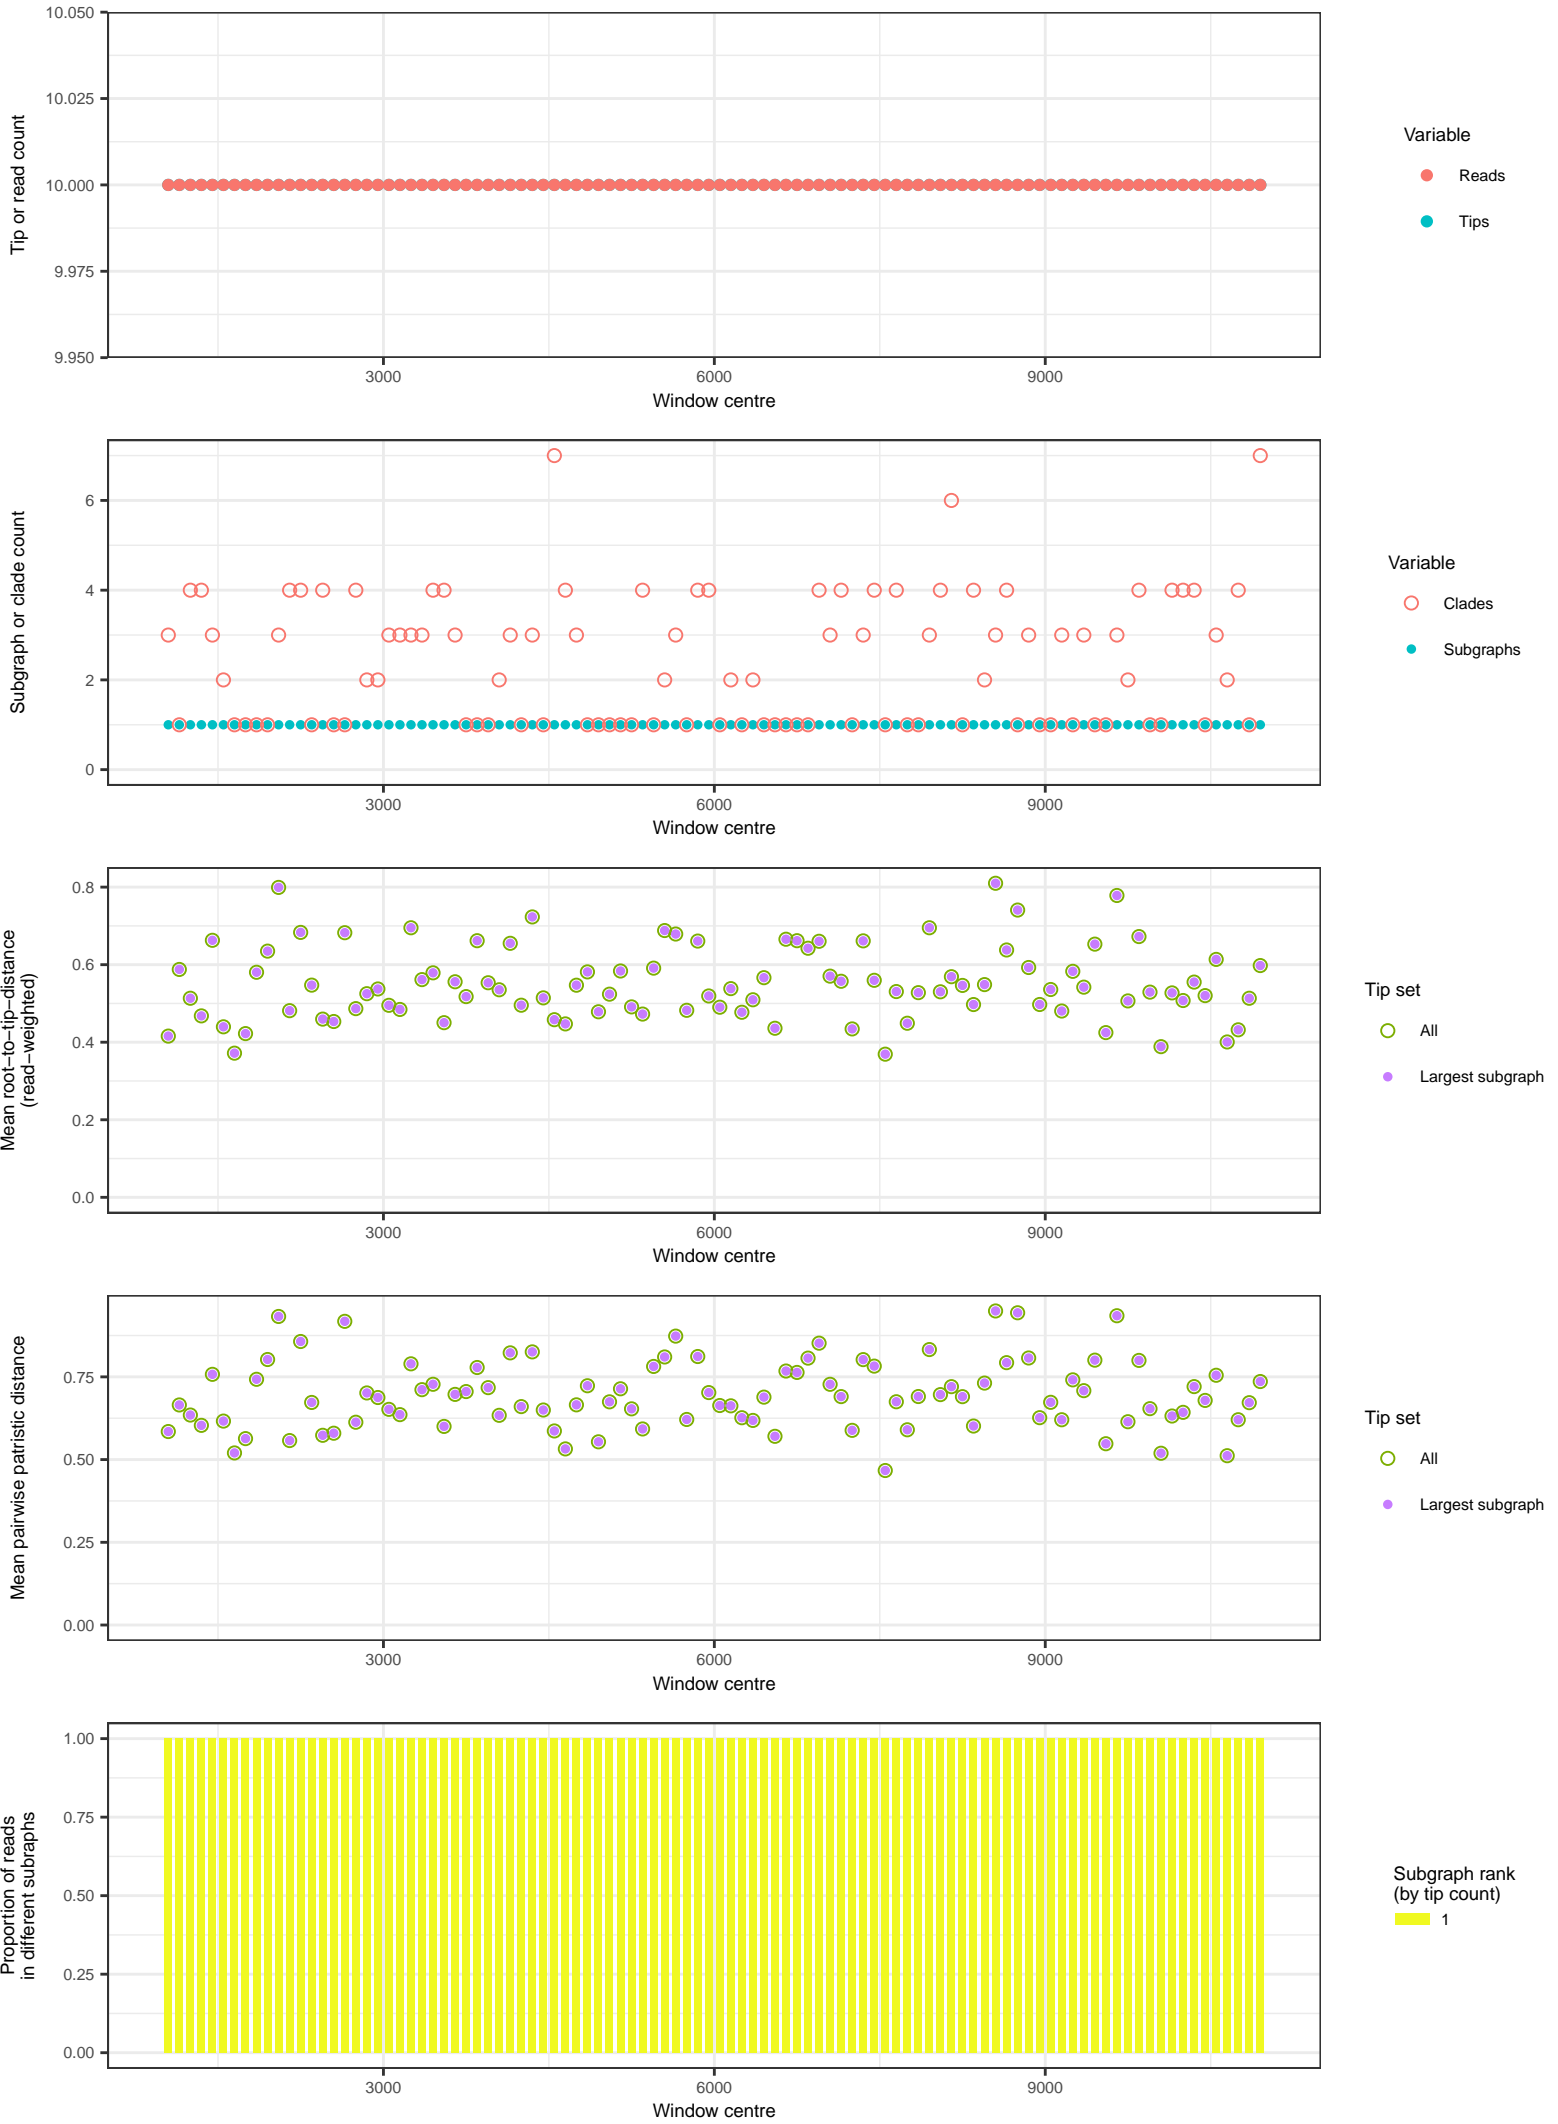 10.050
10.025
10.000
9.975
9.950
Tip or read count
3000 6000 9000
Window centre
Variable
Reads
Tips
6
4
2
0
Subgraph or clade count
3000 6000 9000
Window centre
Variable
Clades
Subgraphs
0.8
0.6
0.4
0.2
0.0
Mean root−to−tip−distance
(read−weighted)
3000 6000 9000
Window centre
Tip set
All
Largest subgraph
0.75
0.50
0.25
0.00
Mean pairwise patristic distance
3000 6000 9000
Window centre
Tip set
All
Largest subgraph
1.00
0.75
0.50
0.25
0.00
Proportion of reads
in different subraphs
3000 6000 9000
Window centre
Subgraph rank
(by tip count)
1